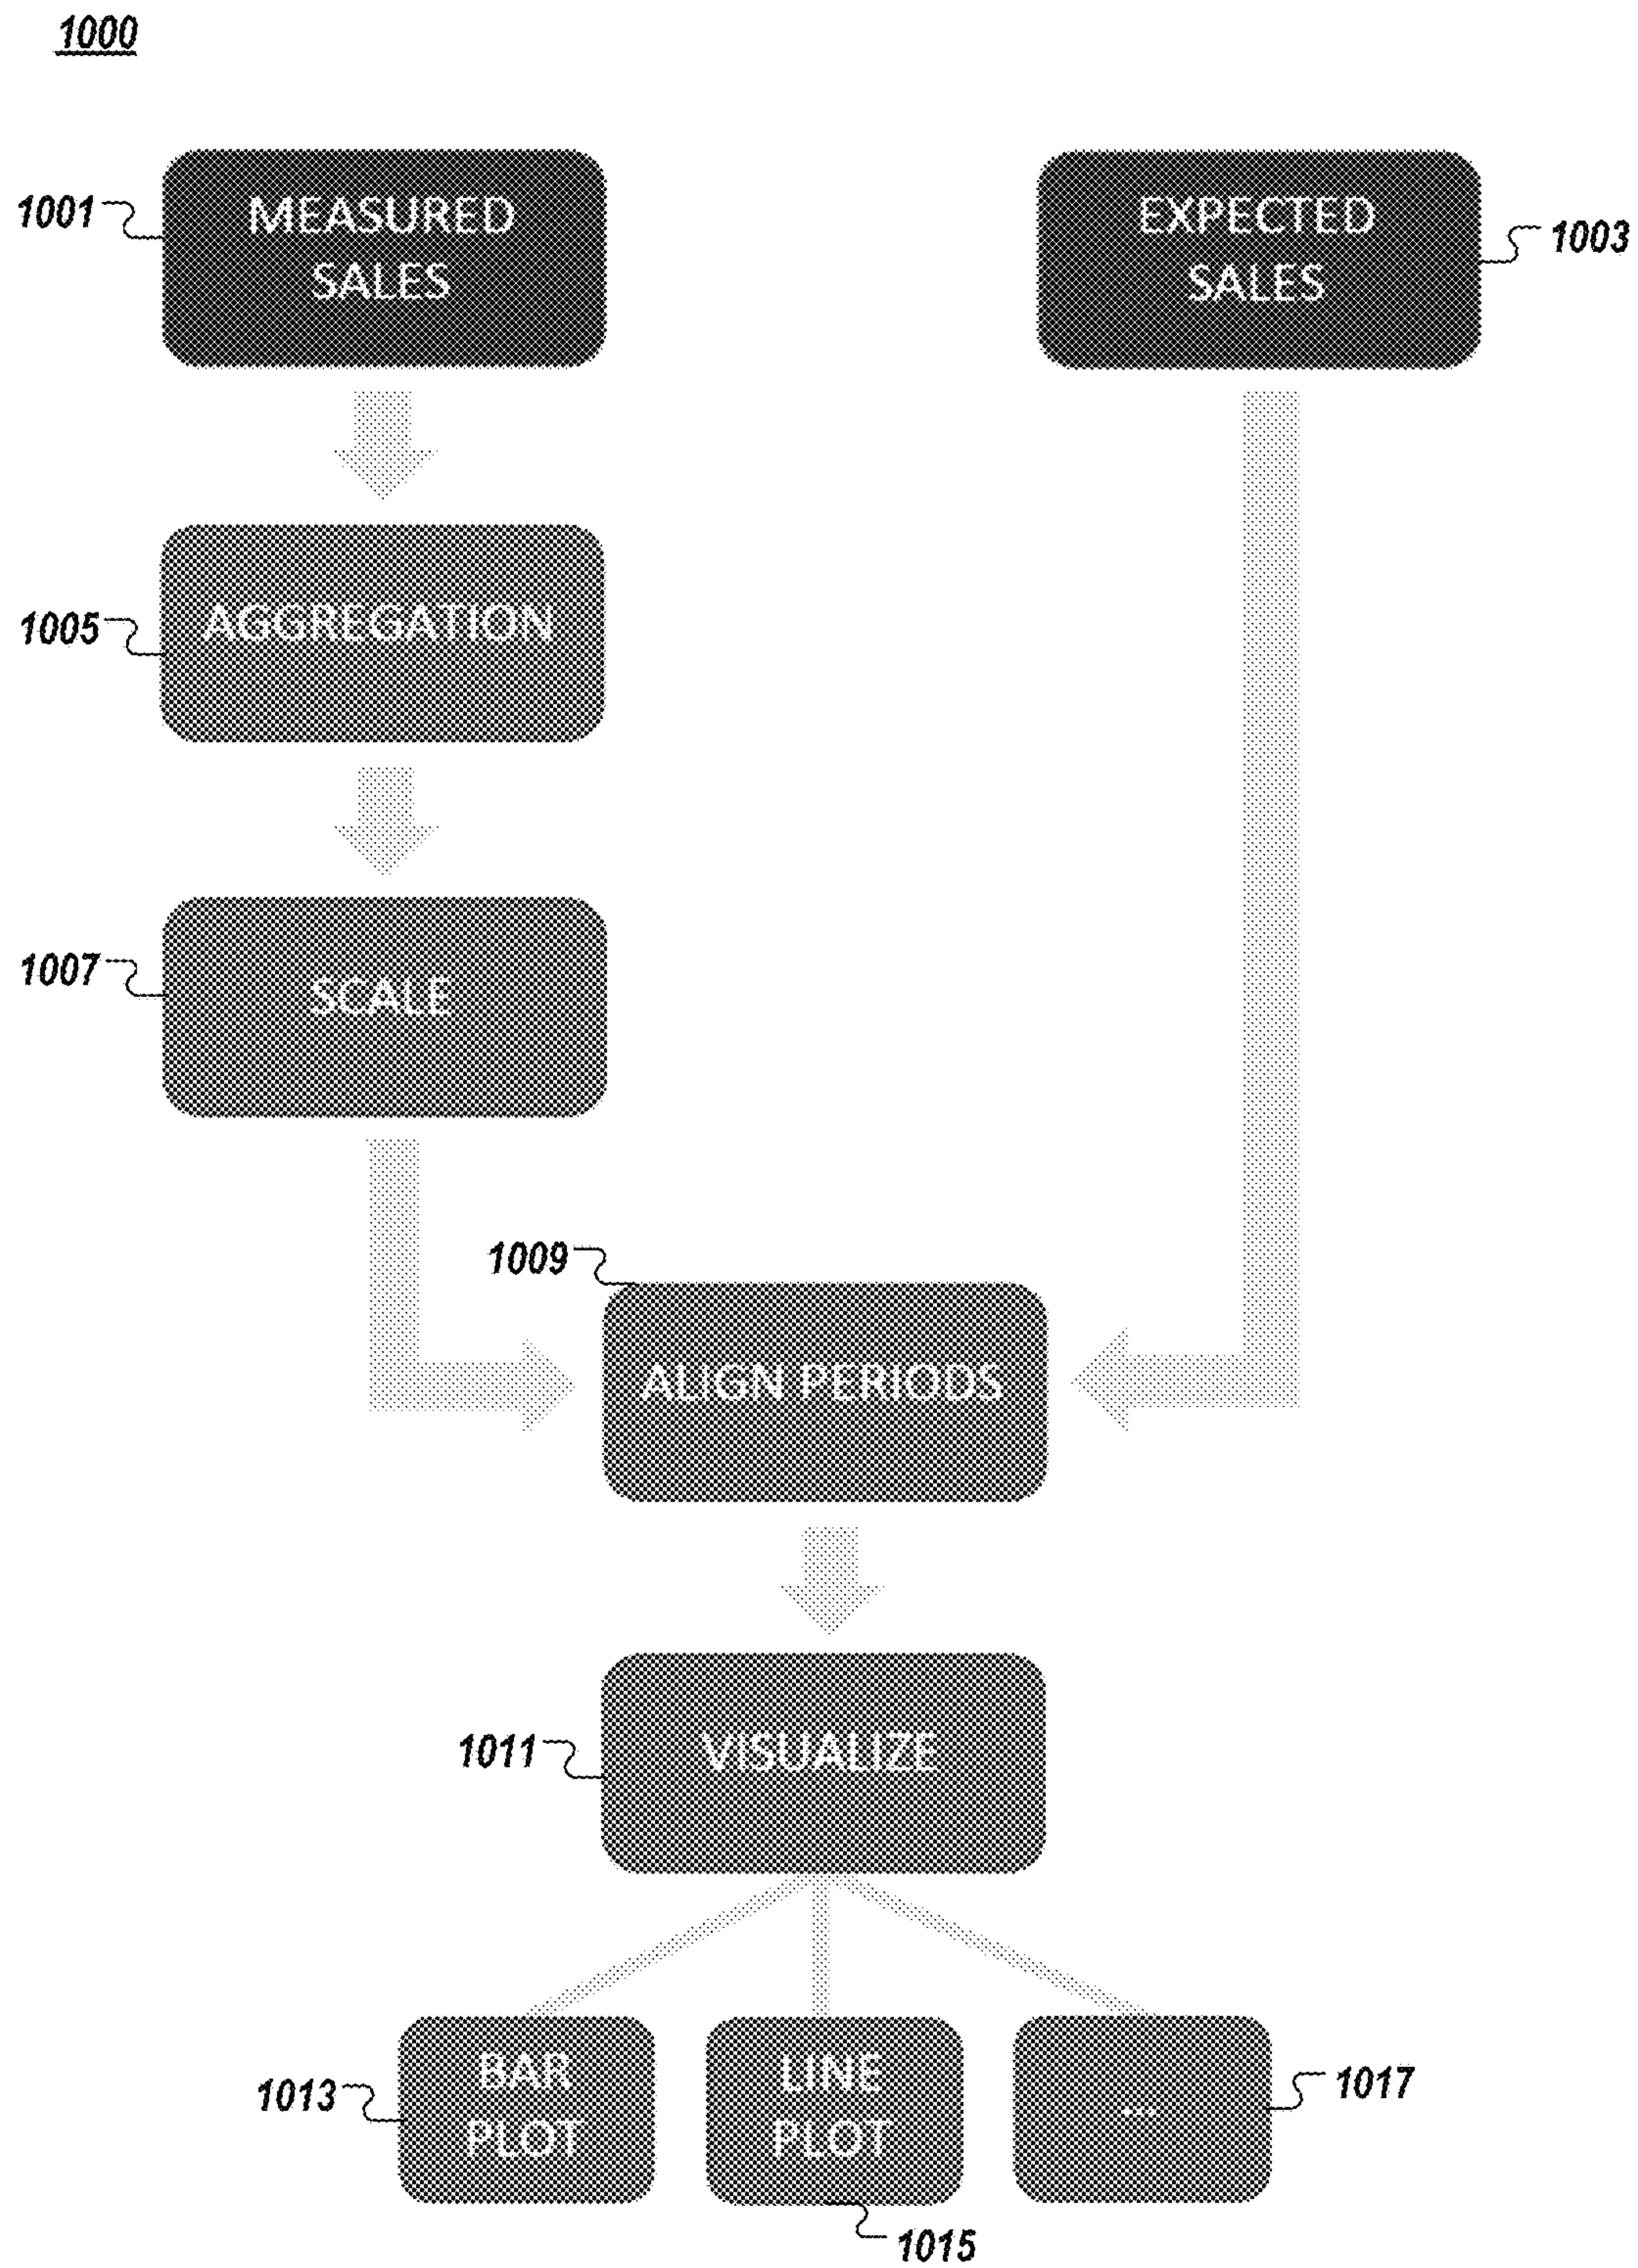 1000
1001
MEASURED
SALES
EXPECTED
SALES
1003
1005
AGGREGATION
1007
SCALE
1009
ALIGN PERIODS
1011
VISUALIZE
1013
BAR
PLOT
LINE
PLOT
1015
...
1017